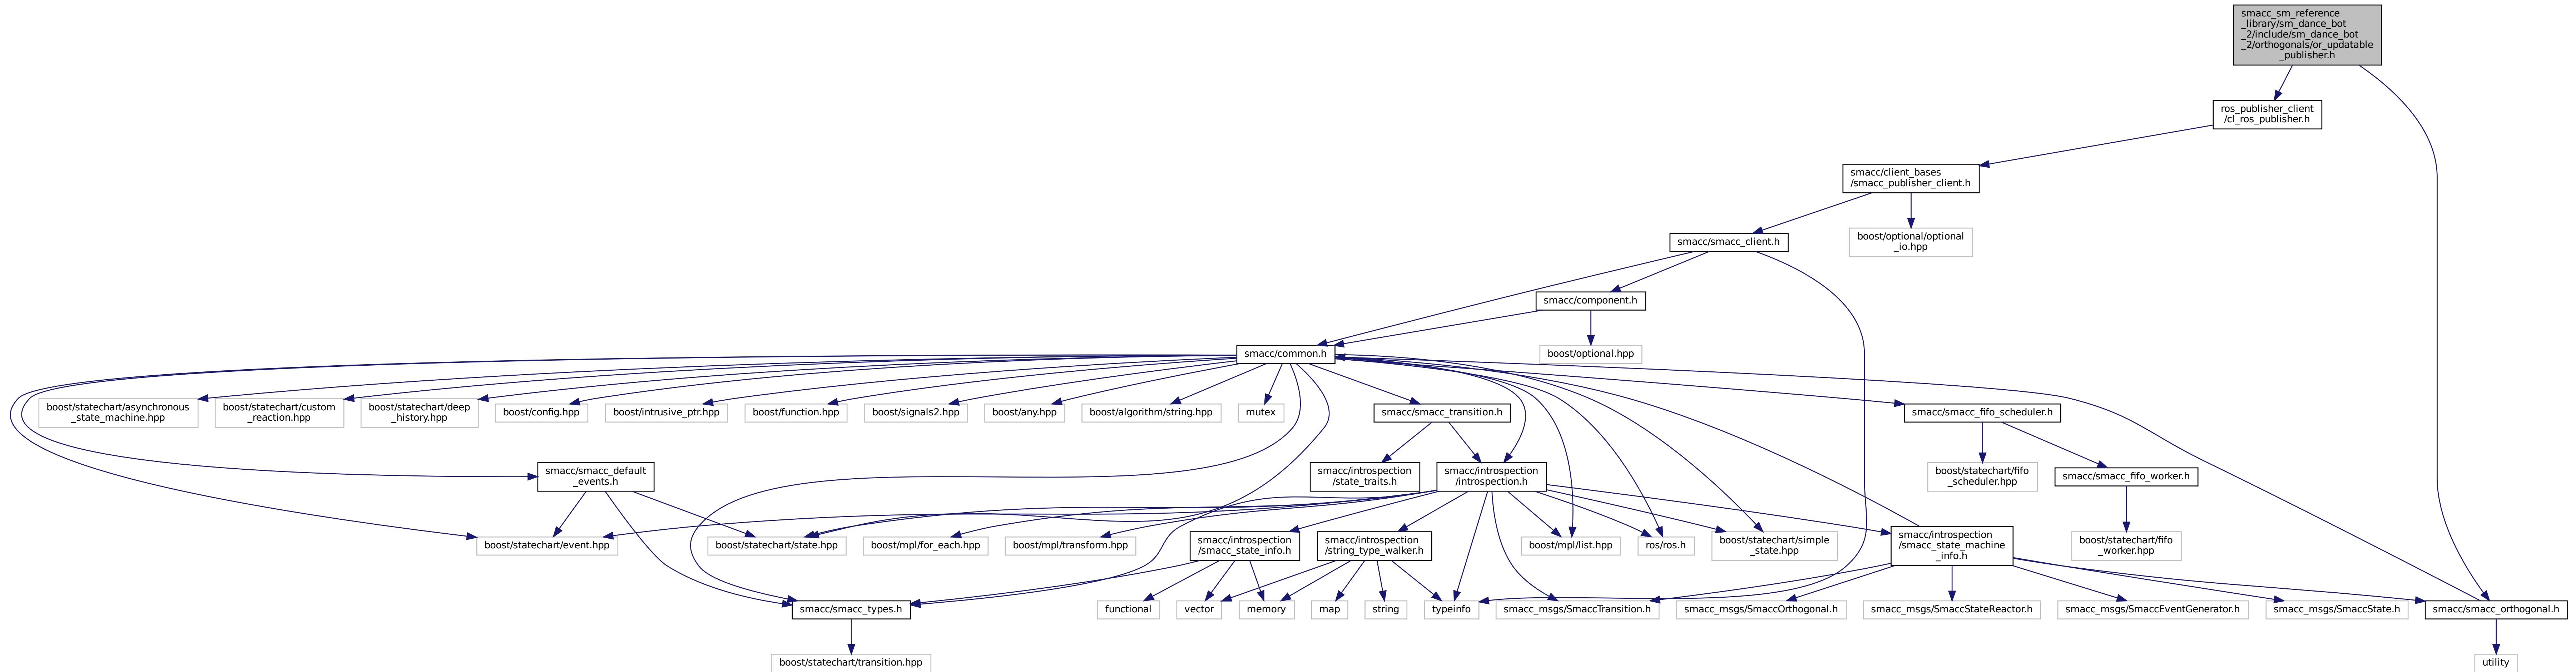 smacc_sm_reference
_library/sm_dance_bot
_2/include/sm_dance_bot
_2/orthogonals/or_updatable
_publisher.h
ros_publisher_client
/cl_ros_publisher.h
smacc/client_bases
/smacc_publisher_client.h
smacc/smacc_client.h
boost/optional/optional
_io.hpp
smacc/component.h
smacc/common.h
boost/optional.hpp
boost/statechart/asynchronous
_state_machine.hpp
boost/statechart/custom
_reaction.hpp
boost/statechart/deep
_history.hpp
boost/config.hpp
boost/intrusive_ptr.hpp
boost/function.hpp
boost/signals2.hpp
boost/any.hpp
boost/algorithm/string.hpp
mutex
smacc/smacc_transition.h
smacc/smacc_fifo_scheduler.h
smacc/smacc_default
_events.h
smacc/introspection
/state_traits.h
smacc/introspection
/introspection.h
boost/statechart/fifo
_scheduler.hpp
smacc/smacc_fifo_worker.h
boost/statechart/event.hpp
boost/statechart/state.hpp
boost/mpl/for_each.hpp
boost/mpl/transform.hpp
smacc/introspection
/smacc_state_info.h
smacc/introspection
/string_type_walker.h
boost/mpl/list.hpp
ros/ros.h
boost/statechart/simple
_state.hpp
smacc/introspection
/smacc_state_machine
_info.h
boost/statechart/fifo
_worker.hpp
smacc/smacc_types.h
functional
vector
memory
map
string
typeinfo
smacc_msgs/SmaccTransition.h
smacc_msgs/SmaccOrthogonal.h
smacc_msgs/SmaccStateReactor.h
smacc_msgs/SmaccEventGenerator.h
smacc_msgs/SmaccState.h
smacc/smacc_orthogonal.h
boost/statechart/transition.hpp
utility